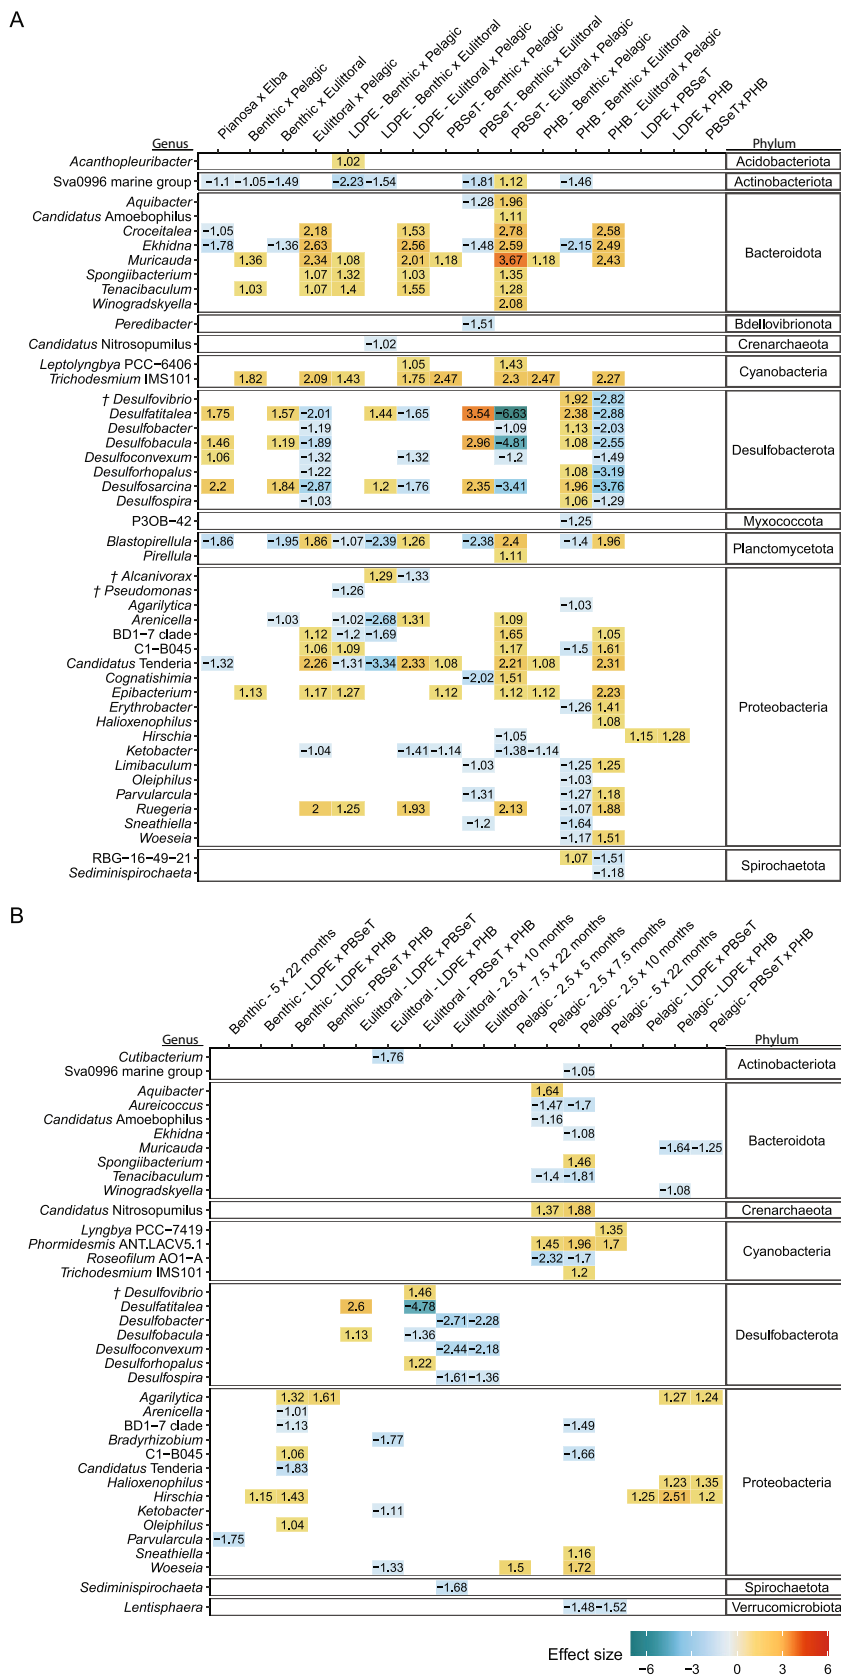 A
Pianosa x Elba
Benthic x Pelagic
Benthic x Eulittoral
Eulittoral x Pelagic
LDPE - Benthic x Pelagic
LDPE - Benthic x Eulittoral
LDPE - Eulittoral x Pelagic
PBSeT- Benthic x Pelagic
PBSeT - Benthic x Eulittoral
PBSeT - Eulittoral x Pelagic
PHB - Benthic x Pelagic
PHB - Benthic x Eulittoral
PHB - Eulittoral x Pelagic
LDPE x PBSeT
LDPE x PHB
PBSeTx PHB
Genus Phylum
Acanthopleuribacter 1.02 Acidobacteriota
Sva0996 marine group −1.1 −1.05 −1.49 −2.23 −1.54 −1.81 1.12 −1.46 Actinobacteriota
Aquibacter −1.28 1.96
Candidatus Amoebophilus 1.11
Croceitalea −1.05 2.18 1.53 2.78 2.58
Ekhidna −1.78 −1.36 2.63 2.56 −1.48 2.59 −2.15 2.49
Muricauda 1.36 2.34 1.08 2.01 1.18 3.67 1.18 2.43
Bacteroidota
Spongiibacterium 1.07 1.32 1.03 1.35
Tenacibaculum 1.03 1.07 1.4 1.55 1.28
Winogradskyella 2.08
Peredibacter −1.51 Bdellovibrionota
Candidatus Nitrosopumilus −1.02 Crenarchaeota
Leptolyngbya PCC−6406 1.05 1.43
Cyanobacteria
Trichodesmium IMS101 1.82 2.09 1.43 1.75 2.47 2.3 2.47 2.27
† Desulfovibrio 1.92 −2.82
Desulfatitalea 1.75 1.57 −2.01 1.44 −1.65 3.54 −6.63 2.38 −2.88
Desulfobacter −1.19 −1.09 1.13 −2.03
Desulfobacula 1.46 1.19 −1.89 2.96 −4.81 1.08 −2.55
Desulfobacterota
Desulfoconvexum 1.06 −1.32 −1.32 −1.2 −1.49
Desulforhopalus −1.22 1.08 −3.19
Desulfosarcina 2.2 1.84 −2.87 1.2 −1.76 2.35 −3.41 1.96 −3.76
Desulfospira −1.03 1.06 −1.29
P3OB−42 −1.25 Myxococcota
Blastopirellula −1.86 −1.95 1.86 −1.07 −2.39 1.26 −2.38 2.4 −1.4 1.96
Planctomycetota
Pirellula 1.11
† Alcanivorax 1.29 −1.33
† Pseudomonas −1.26
Agarilytica −1.03
Arenicella −1.03 −1.02 −2.68 1.31 1.09
BD1−7 clade 1.12 −1.2 −1.69 1.65 1.05
C1−B045 1.06 1.09 1.17 −1.5 1.61
Candidatus Tenderia −1.32 2.26 −1.31 −3.34 2.33 1.08 2.21 1.08 2.31
Cognatishimia −2.02 1.51
Epibacterium 1.13 1.17 1.27 1.12 1.12 1.12 2.23
Erythrobacter −1.26 1.41
Proteobacteria
Halioxenophilus 1.08
Hirschia −1.05 1.15 1.28
Ketobacter −1.04 −1.41 −1.14 −1.38 −1.14
Limibaculum −1.03 −1.25 1.25
Oleiphilus −1.03
Parvularcula −1.31 −1.27 1.18
Ruegeria 2 1.25 1.93 2.13 −1.07 1.88
Sneathiella −1.2 −1.64
Woeseia −1.17 1.51
RBG−16−49−21 1.07 −1.51
Spirochaetota
Sediminispirochaeta −1.18
B
Benthic - 5 x 22 months
Benthic - LDPE x PBSeT
Benthic - LDPE x PHB
Benthic - PBSeT x PHB
Eulittoral - LDPE x PBSeT
Eulittoral - LDPE x PHB
Eulittoral - PBSeT x PHB
Eulittoral - 2.5 x 10 months
Eulittoral - 7.5 x 22 months
Pelagic - 2.5 x 5 months
Pelagic - 2.5 x 7.5 months
Pelagic - 2.5 x 10 months
Pelagic - 5 x 22 months
Pelagic - LDPE x PBSeT
Pelagic - LDPE x PHB
Pelagic - PBSeT x PHB
Genus Phylum
Cutibacterium −1.76
Actinobacteriota
Sva0996 marine group −1.05
Aquibacter 1.64
Aureicoccus −1.47 −1.7
Candidatus Amoebophilus −1.16
Ekhidna −1.08
Bacteroidota
Muricauda −1.64 −1.25
Spongiibacterium 1.46
Tenacibaculum −1.4 −1.81
Winogradskyella −1.08
Candidatus Nitrosopumilus 1.37 1.88 Crenarchaeota
Lyngbya PCC−7419 1.35
Phormidesmis ANT.LACV5.1 1.45 1.96 1.7
Cyanobacteria
Roseofilum AO1−A −2.32 −1.7
Trichodesmium IMS101 1.2
† Desulfovibrio 1.46
Desulfatitalea 2.6 −4.78
Desulfobacter −2.71 −2.28
Desulfobacula 1.13 −1.36
Desulfobacterota
Desulfoconvexum −2.44 −2.18
Desulforhopalus 1.22
Desulfospira −1.61 −1.36
Agarilytica 1.32 1.61 1.27 1.24
Arenicella −1.01
BD1−7 clade −1.13 −1.49
Bradyrhizobium −1.77
C1−B045 1.06 −1.66
Candidatus Tenderia −1.83
Proteobacteria
Halioxenophilus 1.23 1.35
Hirschia 1.15 1.43 1.25 2.51 1.2
Ketobacter −1.11
Oleiphilus 1.04
Parvularcula −1.75
Sneathiella 1.16
Woeseia −1.33 1.5 1.72
Sediminispirochaeta −1.68 Spirochaetota
Lentisphaera −1.48 −1.52 Verrucomicrobiota
Effect size
−6 −3 0 3 6